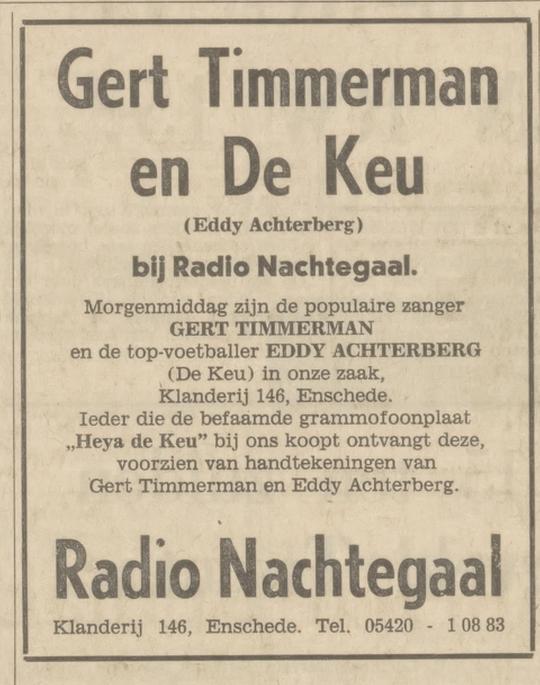 Gert Timmerman
en De Keu
(Eddy Achterberg)
bij Radio Nachtegaal.
Morgenmiddag zijn de populaire zanger
GERT TIMMERMAN
en de top-voetballer EDDY ACHTERBERG
(De Keu) in onze zaak,
Klanderij 146, Enschede.
Ieder die de befaamde grammofoonplaat
„Heya de Keu” bij ons koopt ontvangt deze,
voorzien van handtekeningen van
Gert Timmerman en Eddy Achterberg.
Radio Nachtegaal
Klanderij 146, Enschede. Tel. 05420 - 1 08 83